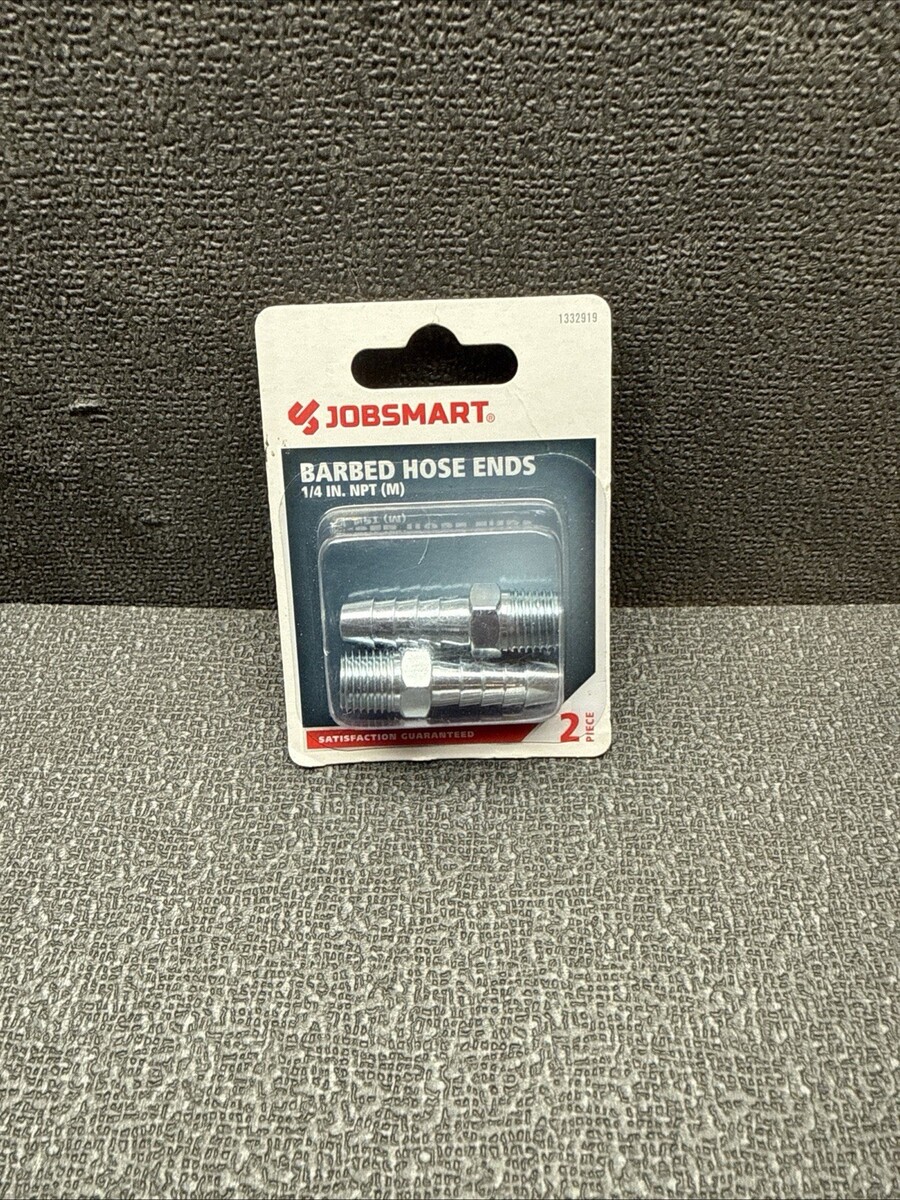 1332919
JOBSMART®
BARBED HOSE ENDS
1/4 IN. NPT (M)
SATISFACTION GUARANTEED
2 PIECE